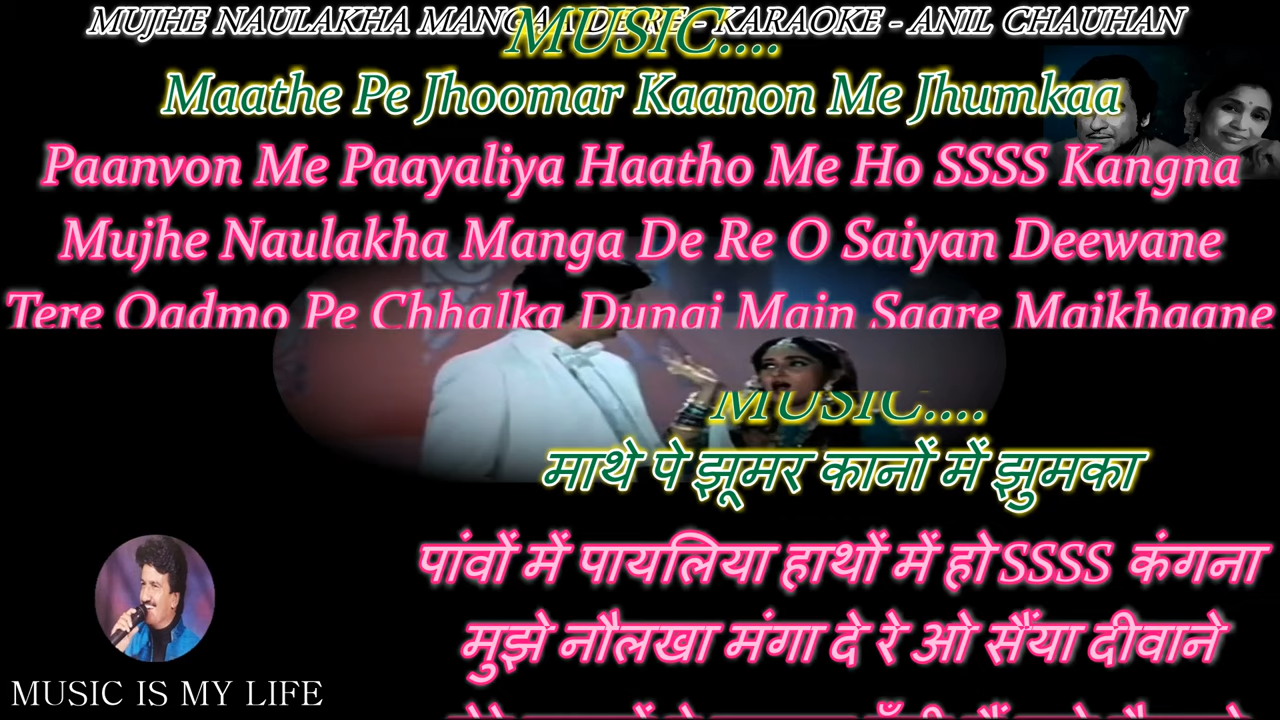 MUJHE NAULAKHA MANGAA DE RE - KARAOKE - ANIL CHAUHAN
MUSIC....
Maathe Pe Jhoomar Kaanon Me Jhumkaa
Paanvon Me Paayaliya Haatho Me Ho SSSS Kangna
Mujhe Naulakha Manga De Re O Saiyan Deewane
Tere Qadmo Pe Chhalka Dungi Main Saare Maikhaane
MUSIC....
माथे पे झूमर कानों में झुमका
पांवों में पायलिया हाथों में हो SSSS कंगना
मुझे नौलखा मंगा दे रे ओ सैंया दीवाने
MUSIC IS MY LIFE